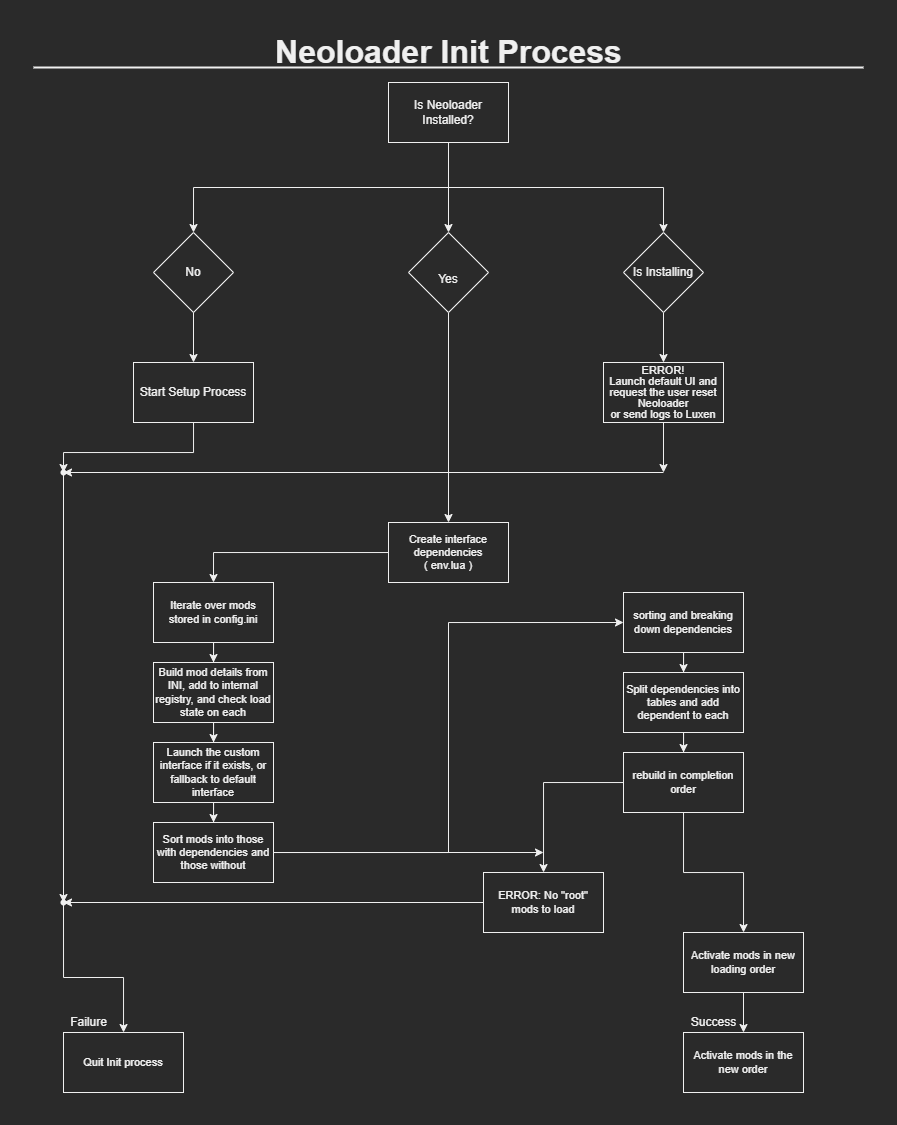 Neoloader Init Process
Is Neoloader
Installed?
No
Yes
Is Installing
Start Setup Process
ERROR!
Launch default UI and
request the user reset
Neoloader
or send logs to Luxen
Create interface
dependencies
( env.lua )
Iterate over mods
stored in config.ini
Build mod details from
INI, add to internal
registry, and check load
state on each
Launch the custom
interface if it exists, or
fallback to default
interface
Sort mods into those
with dependencies and
those without
sorting and breaking
down dependencies
Split dependencies into
tables and add
dependent to each
rebuild in completion
order
ERROR: No "root"
mods to load
Activate mods in new
loading order
Failure
Quit Init process
Success
Activate mods in the
new order